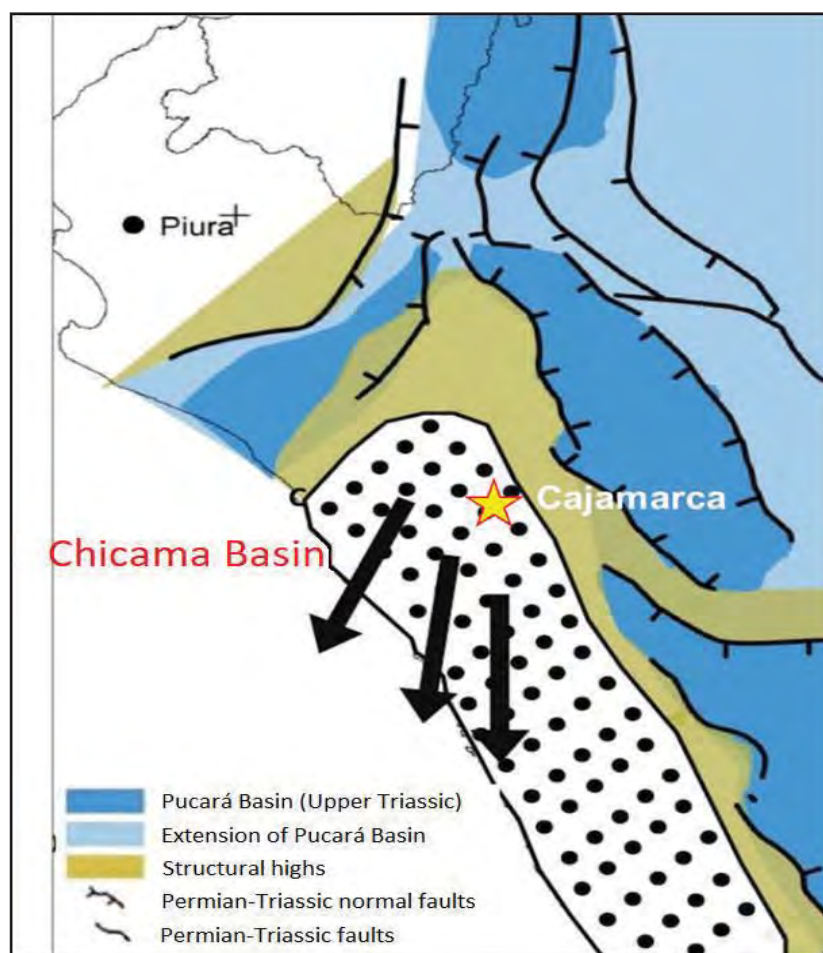 Piura
Cajamarca
Chicama Basin
Pucará Basin (Upper Triassic)
Extension of Pucará Basin
Structural highs
Permian-Triassic normal faults
Permian-Triassic faults